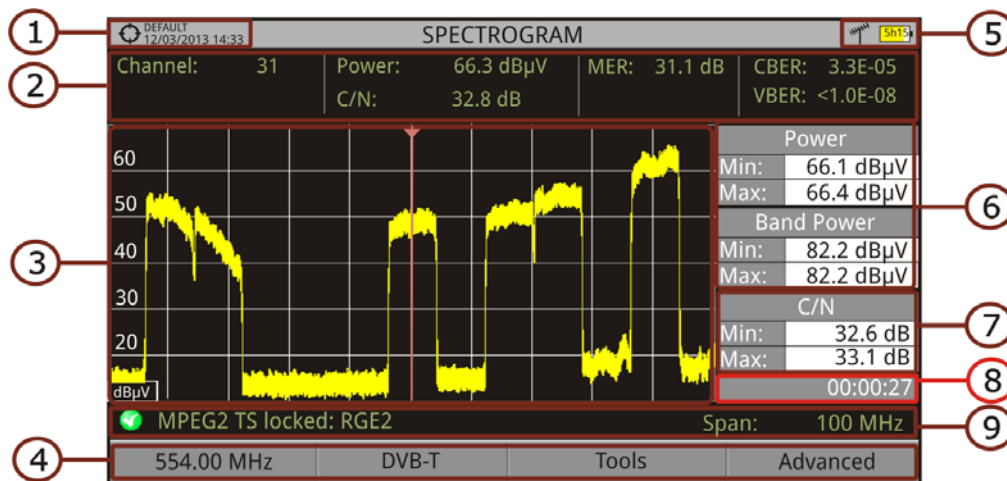 1
DEFAULT
12/03/2013 14:33
SPECTROGRAM
5h15
5
2
Channel: 31
Power: 66.3 dBµV
MER: 31.1 dB
CBER: 3.3E-05
C/N: 32.8 dB
VBER: <1.0E-08
3
60
50
40
30
20
dBµV
Power
Min: 66.1 dBµV
Max: 66.4 dBµV
Band Power
Min: 82.2 dBµV
Max: 82.2 dBµV
6
C/N
Min: 32.6 dB
Max: 33.1 dB
7
00:00:27
8
MPEG2 TS locked: RGE2
Span: 100 MHz
9
4
554.00 MHz
DVB-T
Tools
Advanced